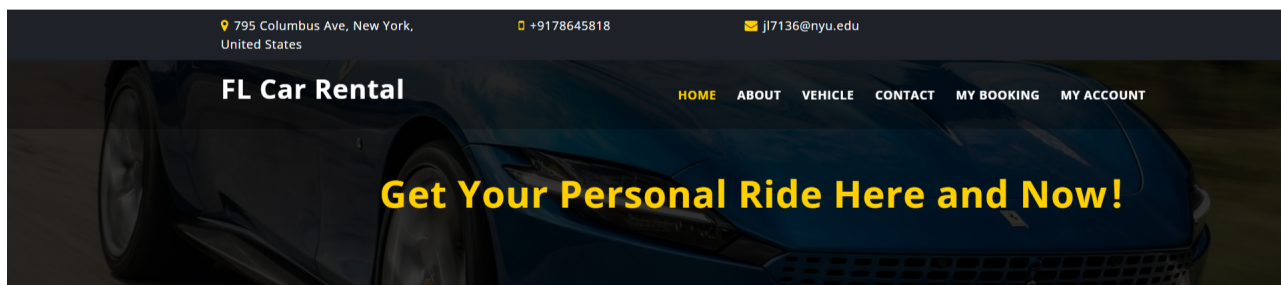 795 Columbus Ave, New York,
United States
+9178645818
jl7136@nyu.edu
FL Car Rental
HOME ABOUT VEHICLE CONTACT MY BOOKING MY ACCOUNT
Get Your Personal Ride Here and Now!